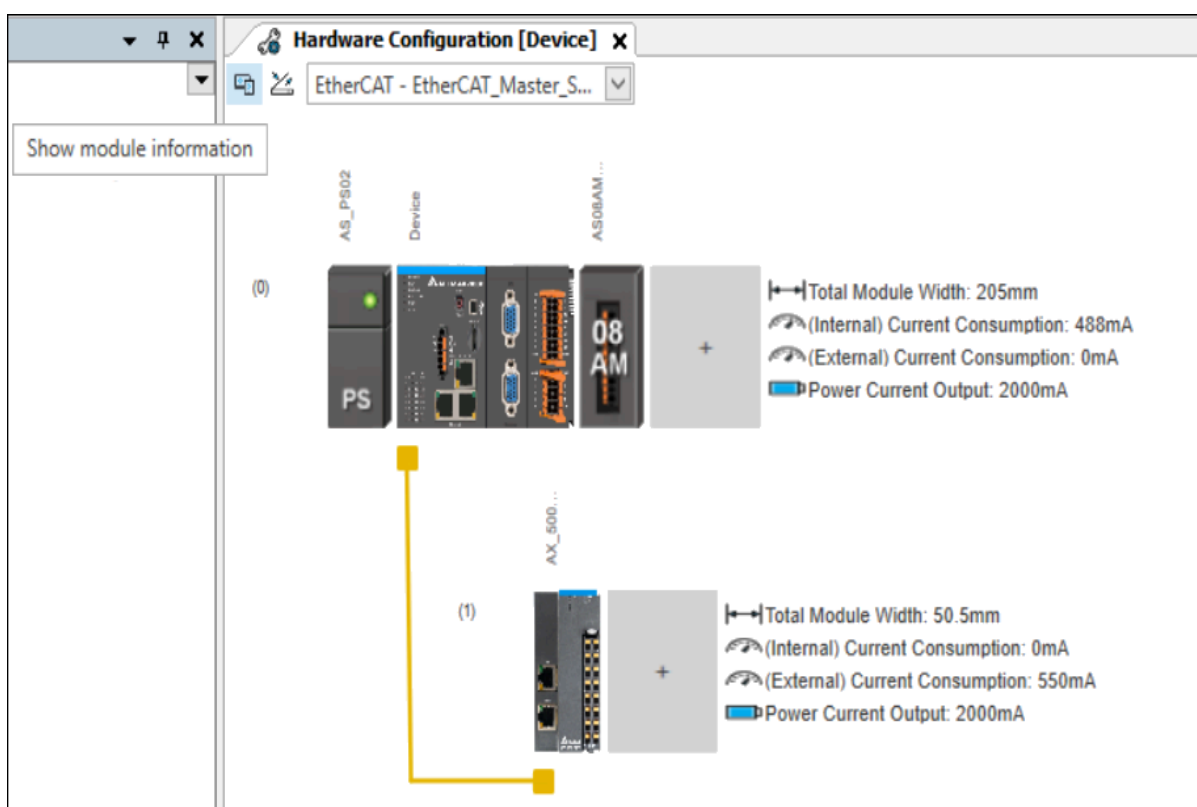 Hardware Configuration [Device]
EtherCAT - EtherCAT_Master_S...
Show module information
AS_PS02
Device
AS08AM...
(0)
PS
08
AM
+
Total Module Width: 205mm
(Internal) Current Consumption: 488mA
(External) Current Consumption: 0mA
Power Current Output: 2000mA
AX_500...
(1)
+
Total Module Width: 50.5mm
(Internal) Current Consumption: 0mA
(External) Current Consumption: 550mA
Power Current Output: 2000mA